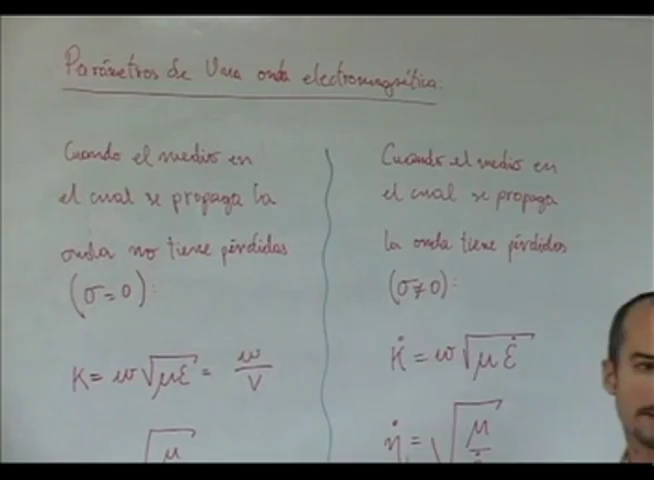 Parámetros de Una onda electromagnética.
Cuando el medio en
el cual se propaga la
onda no tiene pérdidas
(σ=0):
K = w√με = w/v
√μ
Cuando el medio en
el cual se propaga
la onda tiene pérdidas
(σ≠0):
K̇ = w√με̇
η̇ = √μ/ε̇